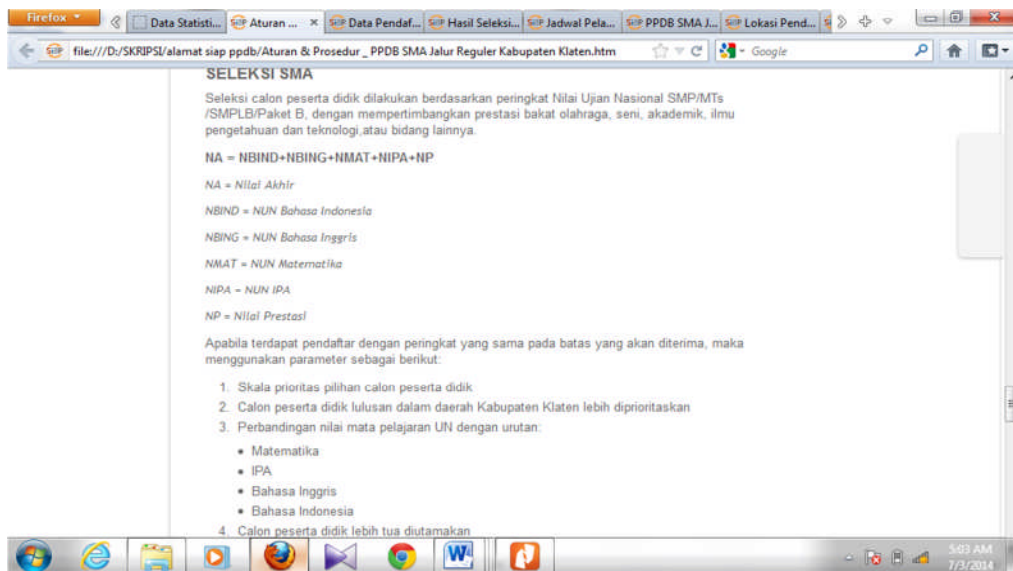 Firefox
Data Statisti...
Aturan ...
Data Pendaf...
Hasil Seleksi...
Jadwal Pela...
PPDB SMA J...
Lokasi Pend...
file:///D:/SKRIPSI/alamat siap ppdb/Aturan & Prosedur _ PPDB SMA Jalur Reguler Kabupaten Klaten.htm
Google
SELEKSI SMA
Seleksi calon peserta didik dilakukan berdasarkan peringkat Nilai Ujian Nasional SMP/MTs
/SMPLB/Paket B, dengan mempertimbangkan prestasi bakat olahraga, seni, akademik, ilmu
pengetahuan dan teknologi,atau bidang lainnya.
NA = NBIND+NBING+NMAT+NIPA+NP
NA = Nilai Akhir
NBIND = NUN Bahasa Indonesia
NBING = NUN Bahasa Inggris
NMAT = NUN Matematika
NIPA = NUN IPA
NP = Nilai Prestasi
Apabila terdapat pendaftar dengan peringkat yang sama pada batas yang akan diterima, maka
menggunakan parameter sebagai berikut:
1. Skala prioritas pilihan calon peserta didik
2. Calon peserta didik lulusan dalam daerah Kabupaten Klaten lebih diprioritaskan
3. Perbandingan nilai mata pelajaran UN dengan urutan:
• Matematika
• IPA
• Bahasa Inggris
• Bahasa Indonesia
4. Calon peserta didik lebih tua diutamakan
5:03 AM
7/3/2014